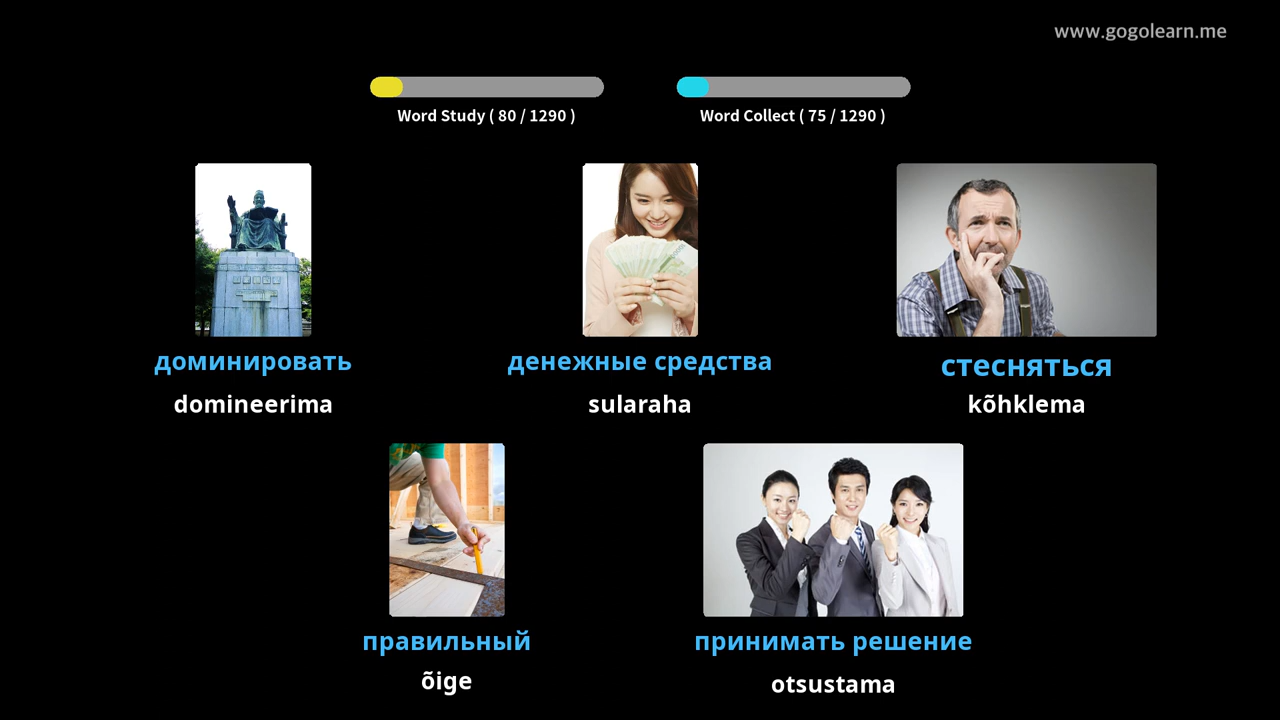 www.gogolearn.me
Word Study ( 80 / 1290 )
Word Collect ( 75 / 1290 )
доминировать
domineerima
денежные средства
sularaha
стесняться
kõhklema
правильный
õige
принимать решение
otsustama